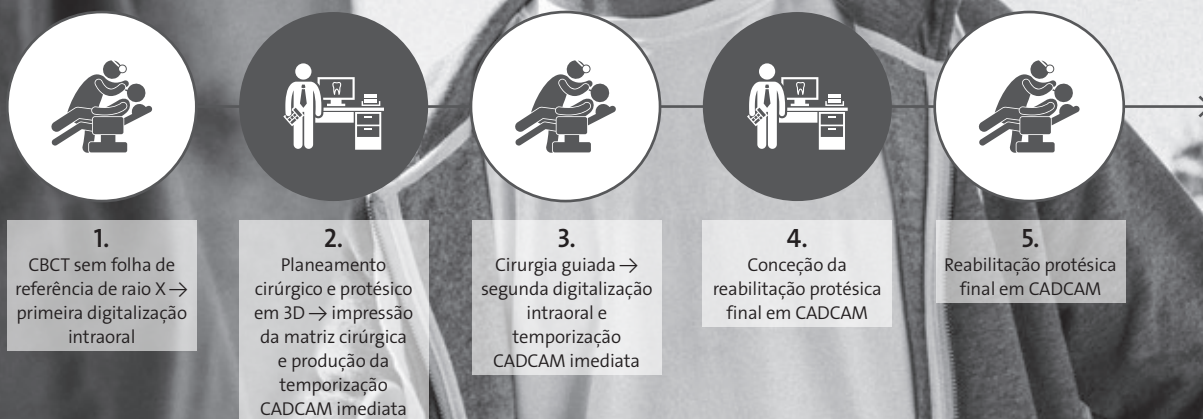 1.
CBCT sem folha de
referência de raio X →
primeira digitalização
intraoral
2.
Planeamento
cirúrgico e protésico
em 3D → impressão
da matriz cirúrgica
e produção da
temporização
CADCAM imediata
3.
Cirurgia guiada →
segunda digitalização
intraoral e
temporização
CADCAM imediata
4.
Conceção da
reabilitação protésica
final em CADCAM
5.
Reabilitação protésica
final em CADCAM